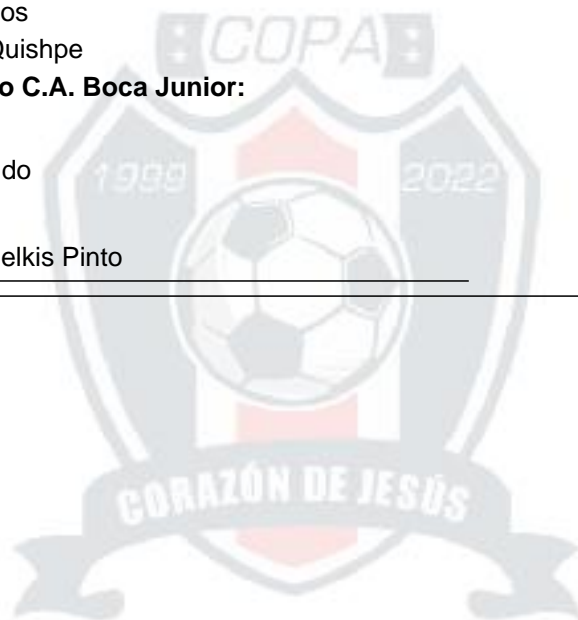 os
Quishpe
o C.A. Boca Junior:
do
elkis Pinto
COPA
1999 2022
CORAZÓN DE JESÚS